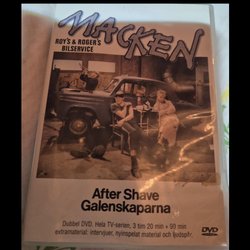 MACKEN
ROY'S & ROGER'S
BILSERVICE
After Shave
Galenskaparna
Dubbel DVD, Hela TV-serien, 3 tim 20 min + 90 min
extramaterial: intervjuer, nyinspelat material och ljudspår.
DVD